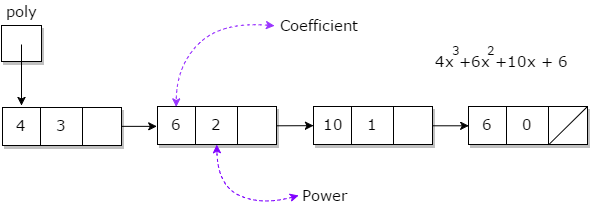 poly
Coefficient
4x³+6x²+10x + 6
4 3 6 2 10 1 6 0
Power